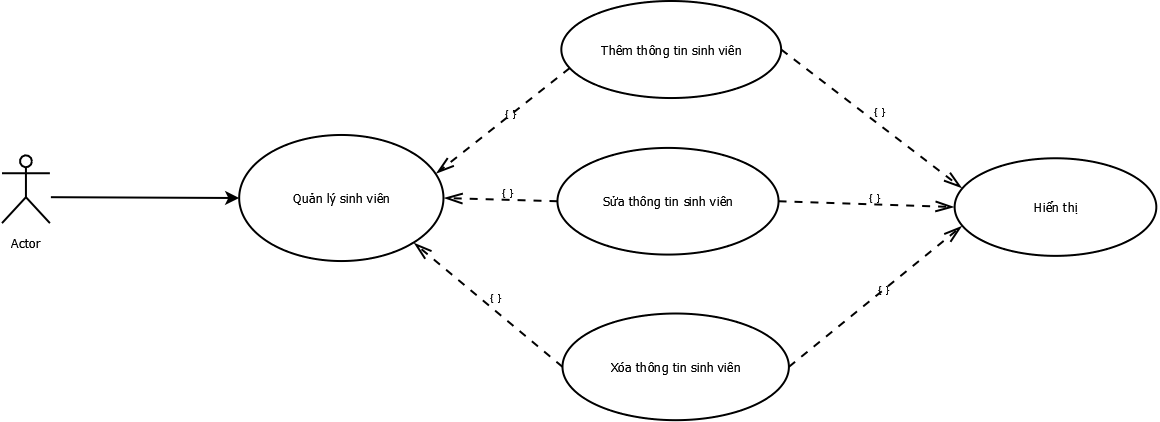 Thêm thông tin sinh viên
{ }
{ }
Quản lý sinh viên
{ }
Sửa thông tin sinh viên
{ }
Hiển thị
Actor
{ }
{ }
Xóa thông tin sinh viên